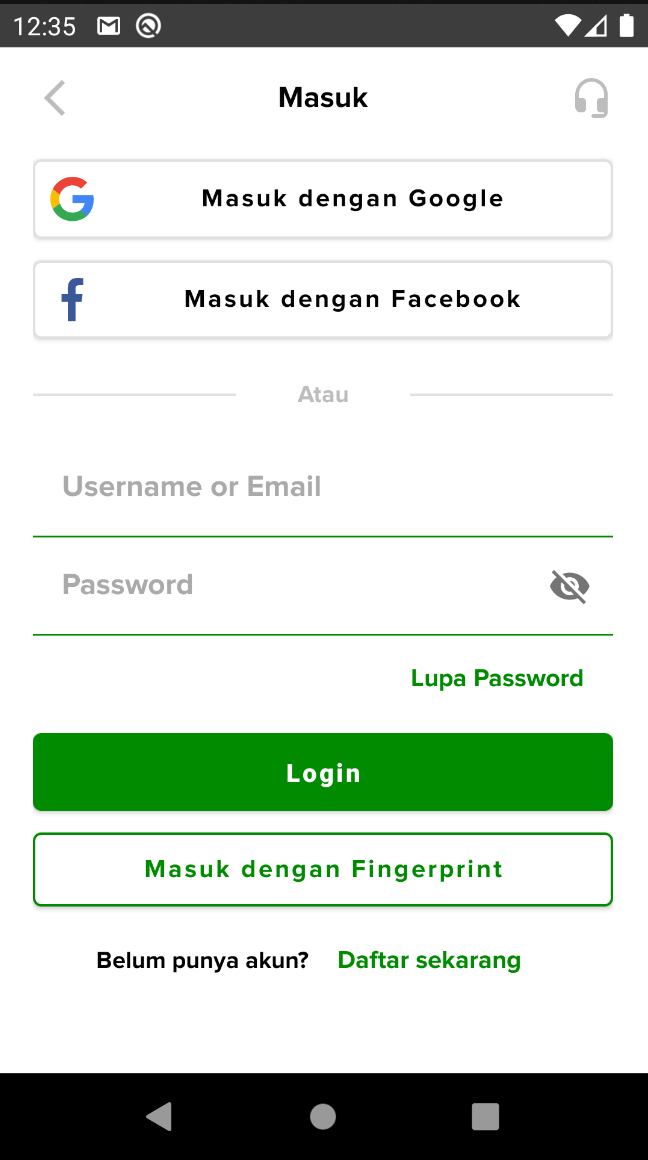 12:35
Masuk
Masuk dengan Google
Masuk dengan Facebook
Atau
Username or Email
Password
Lupa Password
Login
Masuk dengan Fingerprint
Belum punya akun? Daftar sekarang